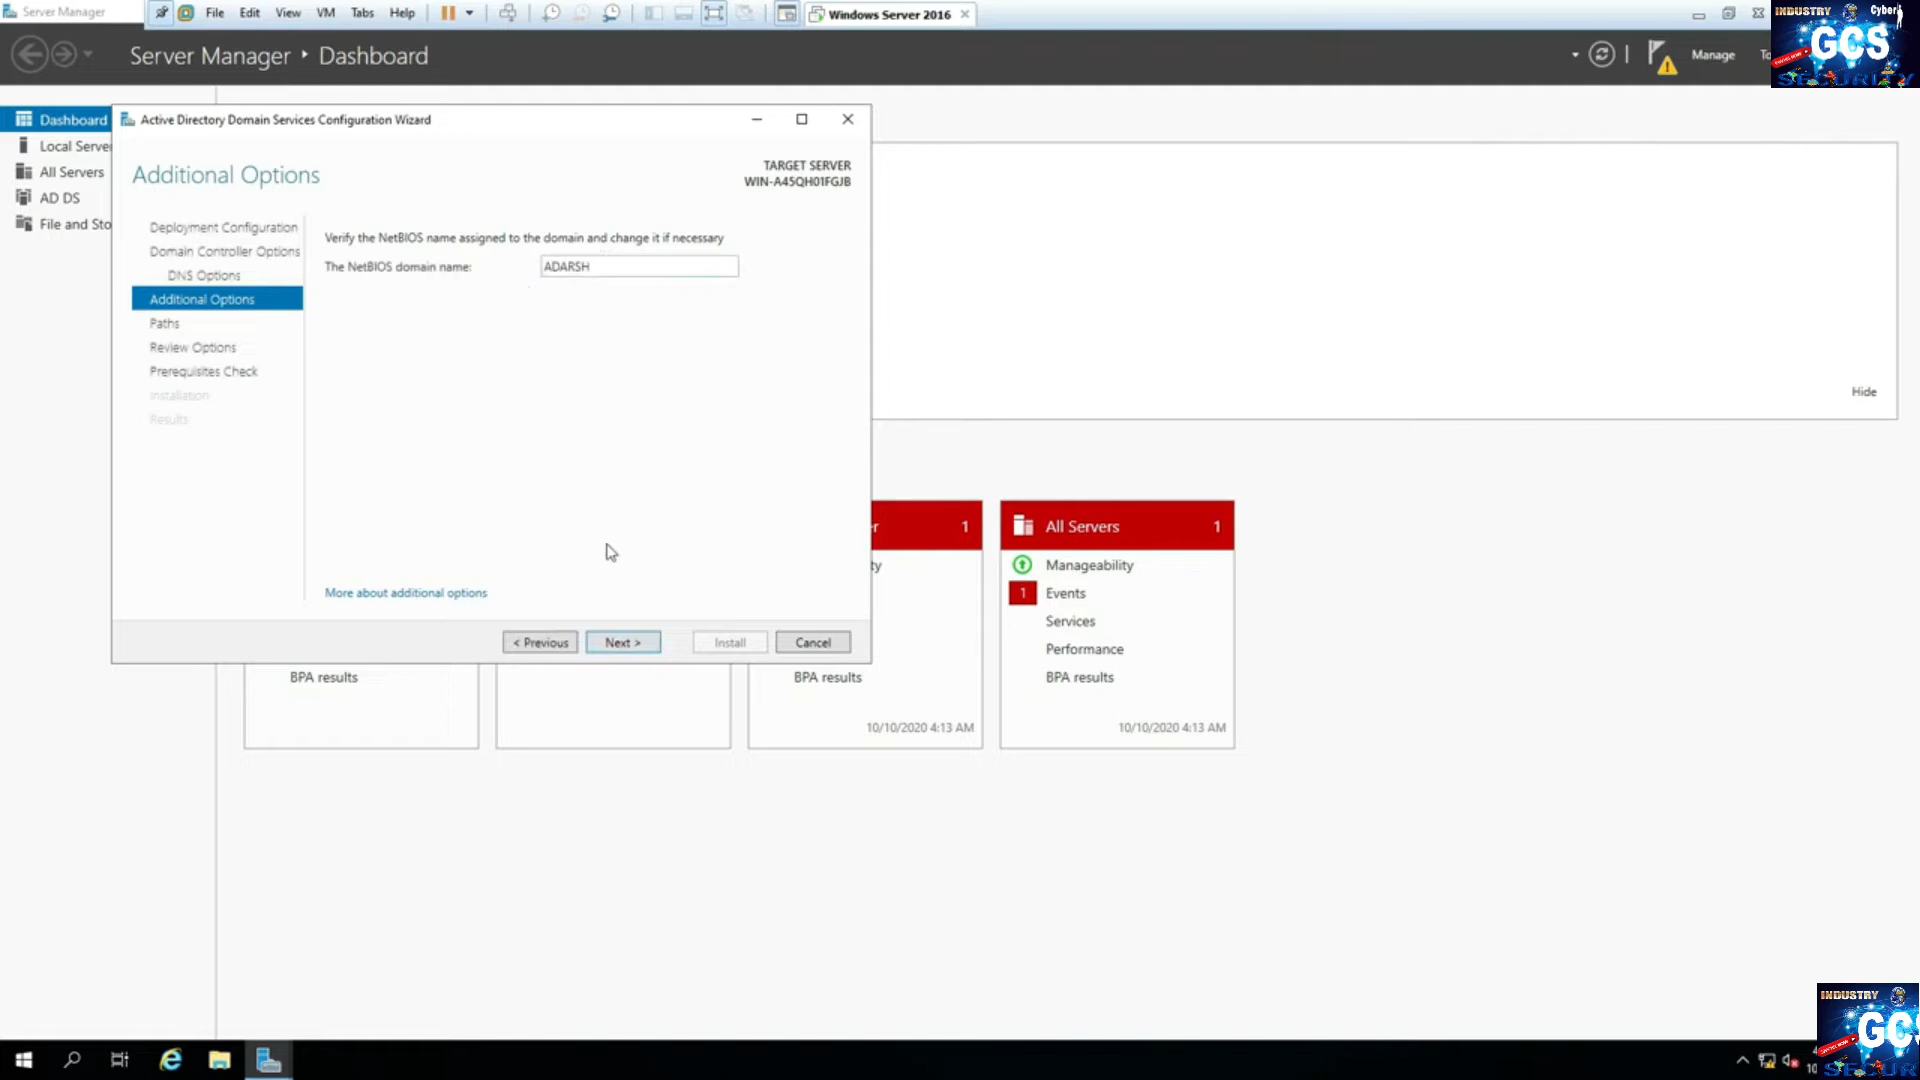 Server Manager
File Edit View VM Tabs Help
Windows Server 2016
INDUSTRY Cyber
GCS
SECURITY
Server Manager Dashboard
Manage
Dashboard
Local Server
All Servers
AD DS
File and Sto
Active Directory Domain Services Configuration Wizard
Additional Options
TARGET SERVER
WIN-A45QH01FGJB
Deployment Configuration
Domain Controller Options
DNS Options
Additional Options
Paths
Review Options
Prerequisites Check
Installation
Results
Verify the NetBIOS name assigned to the domain and change it if necessary
The NetBIOS domain name: ADARSH
More about additional options
< Previous Next > Install Cancel
Hide
r 1
ty
BPA results
BPA results
10/10/2020 4:13 AM
All Servers 1
Manageability
1 Events
Services
Performance
BPA results
10/10/2020 4:13 AM
INDUSTRY
GCS
SECUR